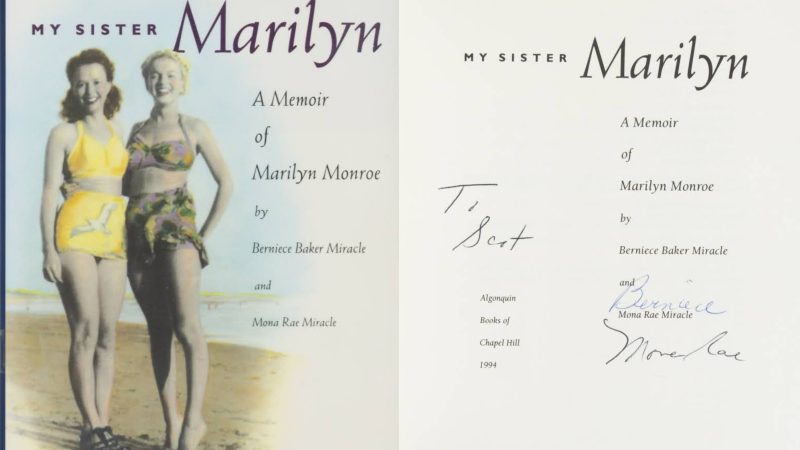 MY SISTER Marilyn
A Memoir
of
Marilyn Monroe
by
Berniece Baker Miracle
and
Mona Rae Miracle
MY SISTER Marilyn
A Memoir
of
Marilyn Monroe
by
Berniece Baker Miracle
and
Mona Rae Miracle
To
Scot
Berniece
Mona Rae
Algonquin
Books of
Chapel Hill
1994